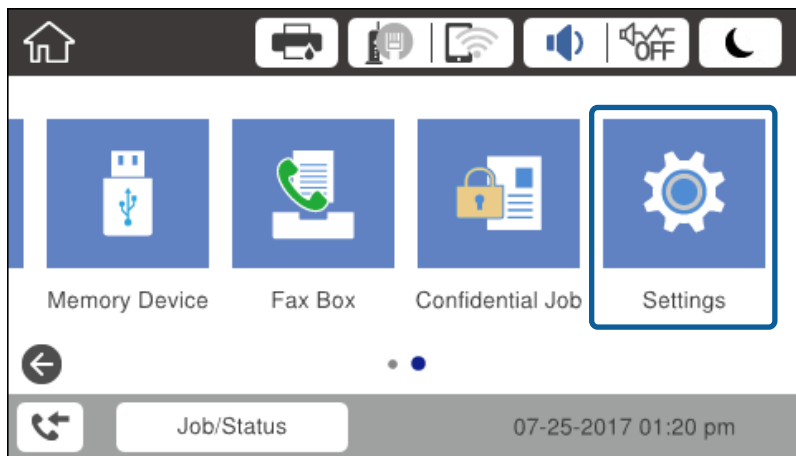 OFF
Memory Device
Fax Box
Confidential Job
Settings
Job/Status
07-25-2017 01:20 pm